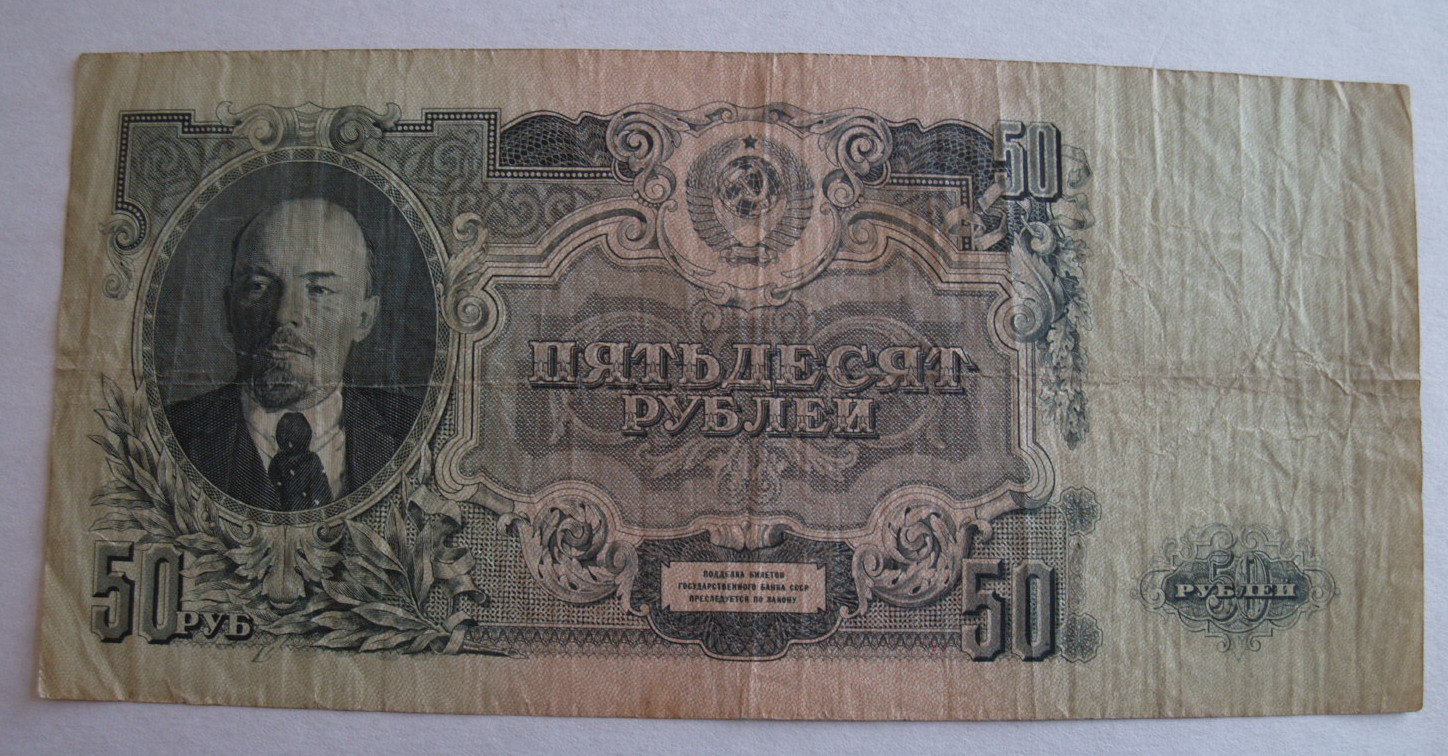 50
В
ПЯТЬДЕСЯТ
РУБЛЕЙ
50 РУБ
ПОДДЕЛКА БИЛЕТОВ
ГОСУДАРСТВЕННОГО БАНКА СССР
ПРЕСЛЕДУЕТСЯ ПО ЗАКОНУ
50
50
РУБЛЕЙ